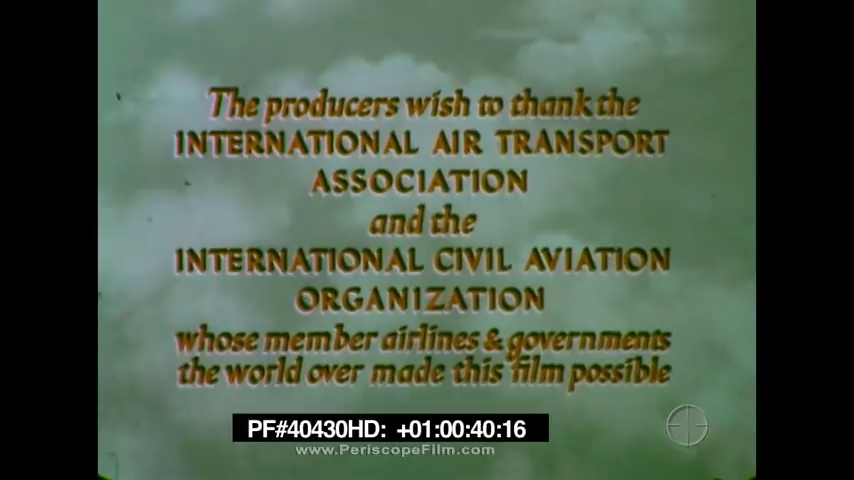 The producers wish to thank the
INTERNATIONAL AIR TRANSPORT
ASSOCIATION
and the
INTERNATIONAL CIVIL AVIATION
ORGANIZATION
whose member airlines & governments
the world over made this film possible
PF#40430HD: +01:00:40:16
www.PeriscopeFilm.com